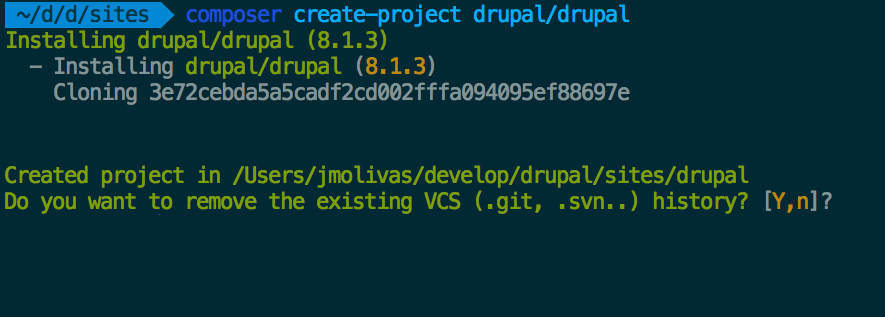 ~/d/d/sites composer create-project drupal/drupal
Installing drupal/drupal (8.1.3)
- Installing drupal/drupal (8.1.3)
Cloning 3e72cebda5a5cadf2cd002fffa094095ef88697e
Created project in /Users/jmolivas/develop/drupal/sites/drupal
Do you want to remove the existing VCS (.git, .svn..) history? [Y,n]?